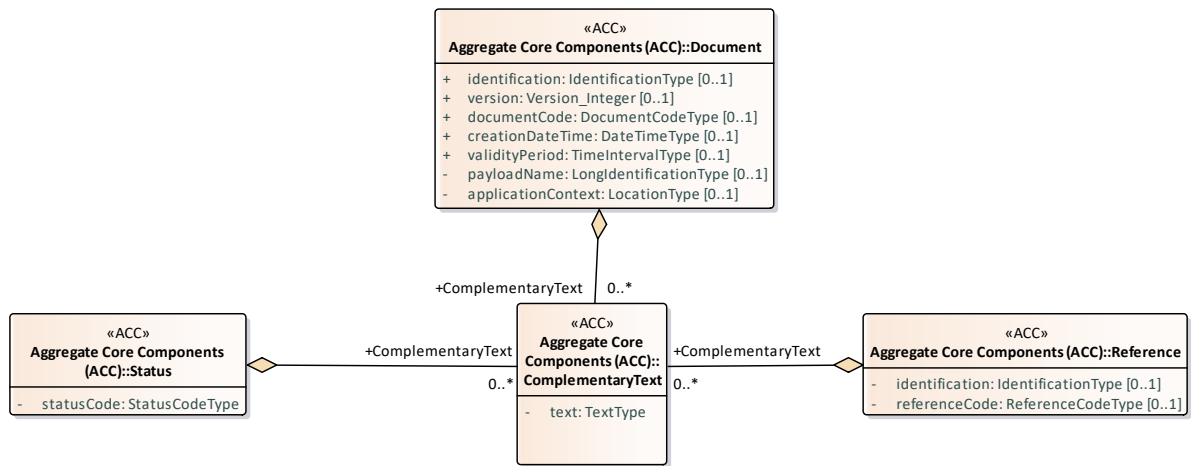 «ACC»
Aggregate Core Components (ACC)::Document
+ identification: IdentificationType [0..1]
+ version: Version_Integer [0..1]
+ documentCode: DocumentCodeType [0..1]
+ creationDateTime: DateTimeType [0..1]
+ validityPeriod: TimeIntervalType [0..1]
- payloadName: LongIdentificationType [0..1]
- applicationContext: LocationType [0..1]
+ComplementaryText 0..*
«ACC»
Aggregate Core Components
(ACC)::Status
- statusCode: StatusCodeType
+ComplementaryText
0..*
«ACC»
Aggregate Core
Components (ACC)::
ComplementaryText
- text: TextType
+ComplementaryText
0..*
«ACC»
Aggregate Core Components (ACC)::Reference
- identification: IdentificationType [0..1]
- referenceCode: ReferenceCodeType [0..1]